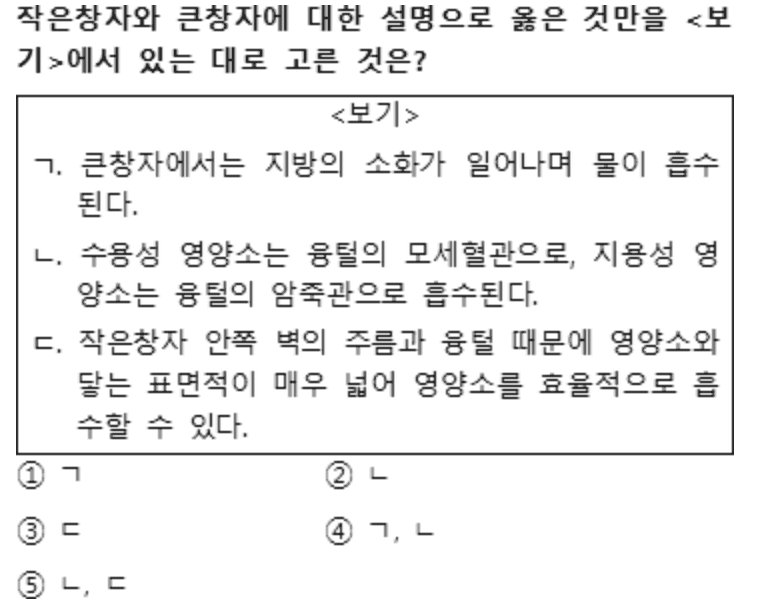 작은창자와 큰창자에 대한 설명으로 옳은 것만을 <보
기>에서 있는 대로 고른 것은?
<보기>
ㄱ. 큰창자에서는 지방의 소화가 일어나며 물이 흡수
된다.
ㄴ. 수용성 영양소는 융털의 모세혈관으로, 지용성 영
양소는 융털의 암죽관으로 흡수된다.
ㄷ. 작은창자 안쪽 벽의 주름과 융털 때문에 영양소와
닿는 표면적이 매우 넓어 영양소를 효율적으로 흡
수할 수 있다.
① ㄱ ② ㄴ
③ ㄷ ④ ㄱ, ㄴ
⑤ ㄴ, ㄷ